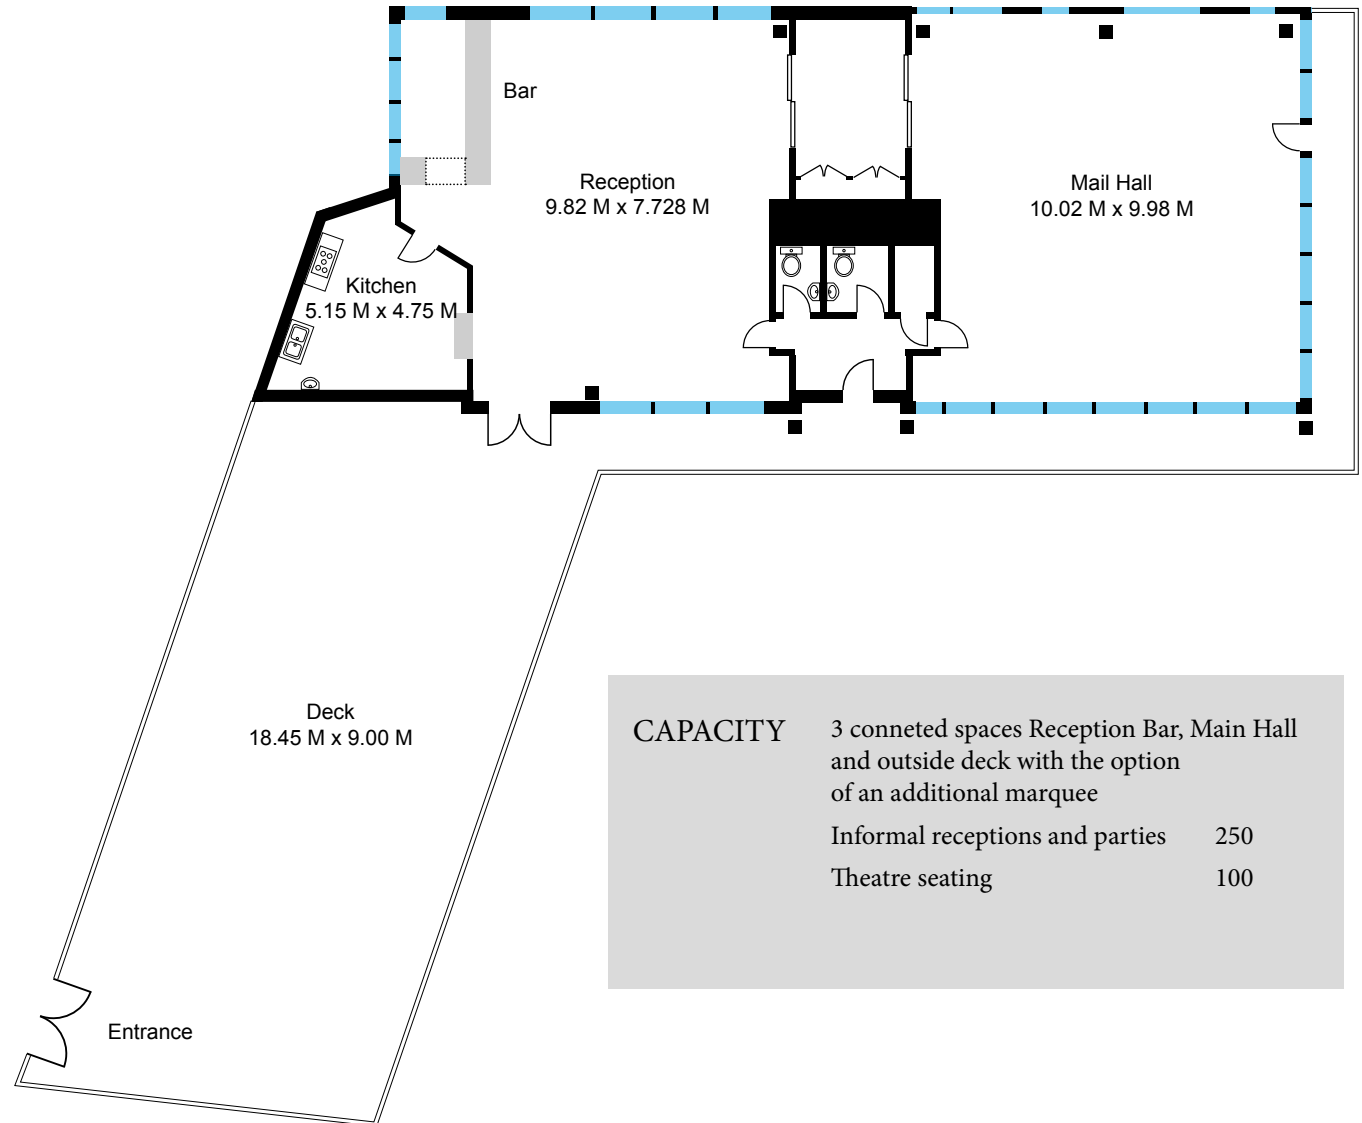 Bar
Reception
9.82 M x 7.728 M
Mail Hall
10.02 M x 9.98 M
Kitchen
5.15 M x 4.75 M
Deck
18.45 M x 9.00 M
Entrance
CAPACITY
3 conneted spaces Reception Bar, Main Hall
and outside deck with the option
of an additional marquee
Informal receptions and parties 250
Theatre seating 100